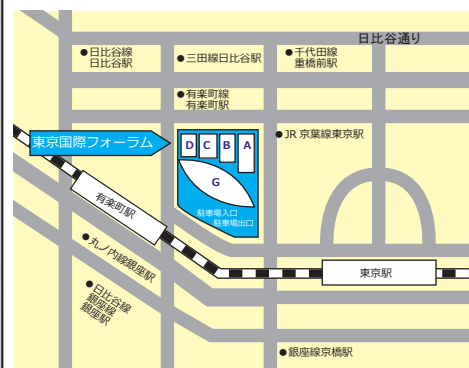 日比谷通り
●日比谷線
日比谷駅
●三田線日比谷駅
●千代田線
重橋前駅
●有楽町線
有楽町駅
東京国際フォーラム
D
C
B
A
●JR 京葉線東京駅
G
駐車場入口
駐車場出口
有楽町駅
●丸ノ内線銀座駅
東京駅
●日比谷線
銀座線
銀座駅
●銀座線京橋駅